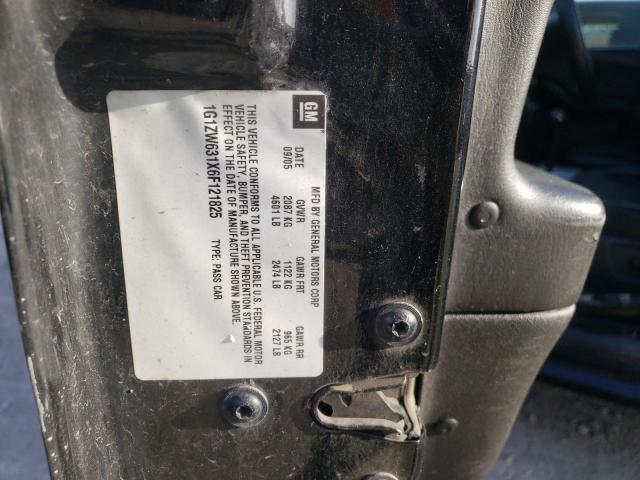 GM
MFD BY GENERAL MOTORS CORP
DATE GVWR GAWR FRT GAWR RR
09/05 2087 KG 1122 KG 965 KG
4601 LB 2474 LB 2127 LB
THIS VEHICLE CONFORMS TO ALL APPLICABLE U.S. FEDERAL MOTOR
VEHICLE SAFETY, BUMPER, AND THEFT PREVENTION STANDARDS IN
EFFECT ON THE DATE OF MANUFACTURE SHOWN ABOVE.
1G1ZW631X6F121825 TYPE: PASS CAR